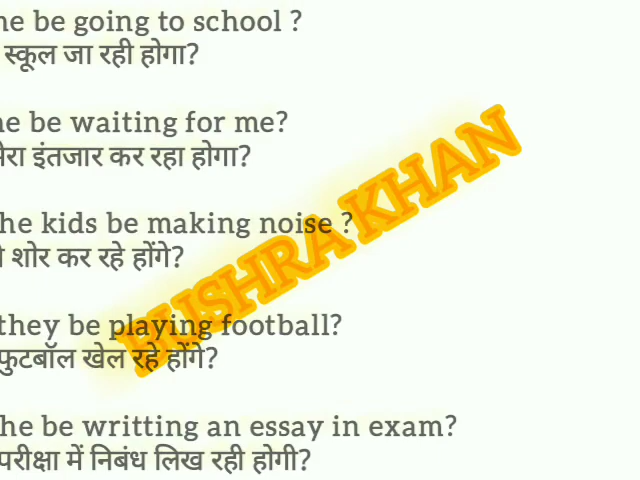 he be going to school ?
स्कूल जा रही होगा?
he be waiting for me?
मेरा इंतजार कर रहा होगा?
he kids be making noise ?
शोर कर रहे होंगे?
BUSHRA KHAN
they be playing football?
फुटबॉल खेल रहे होंगे?
he be writting an essay in exam?
परीक्षा में निबंध लिख रही होगी?